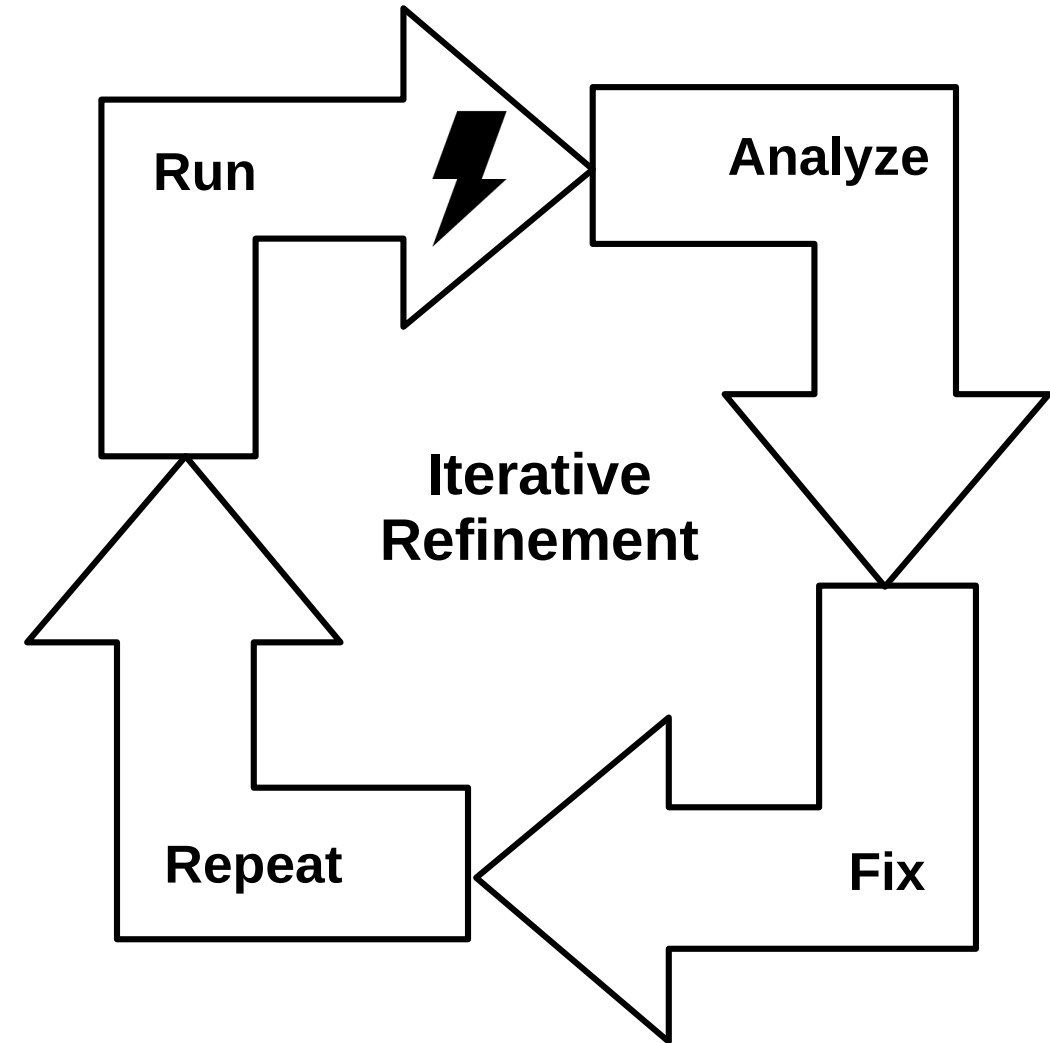 Run
Analyze
Iterative
Refinement
Repeat
Fix